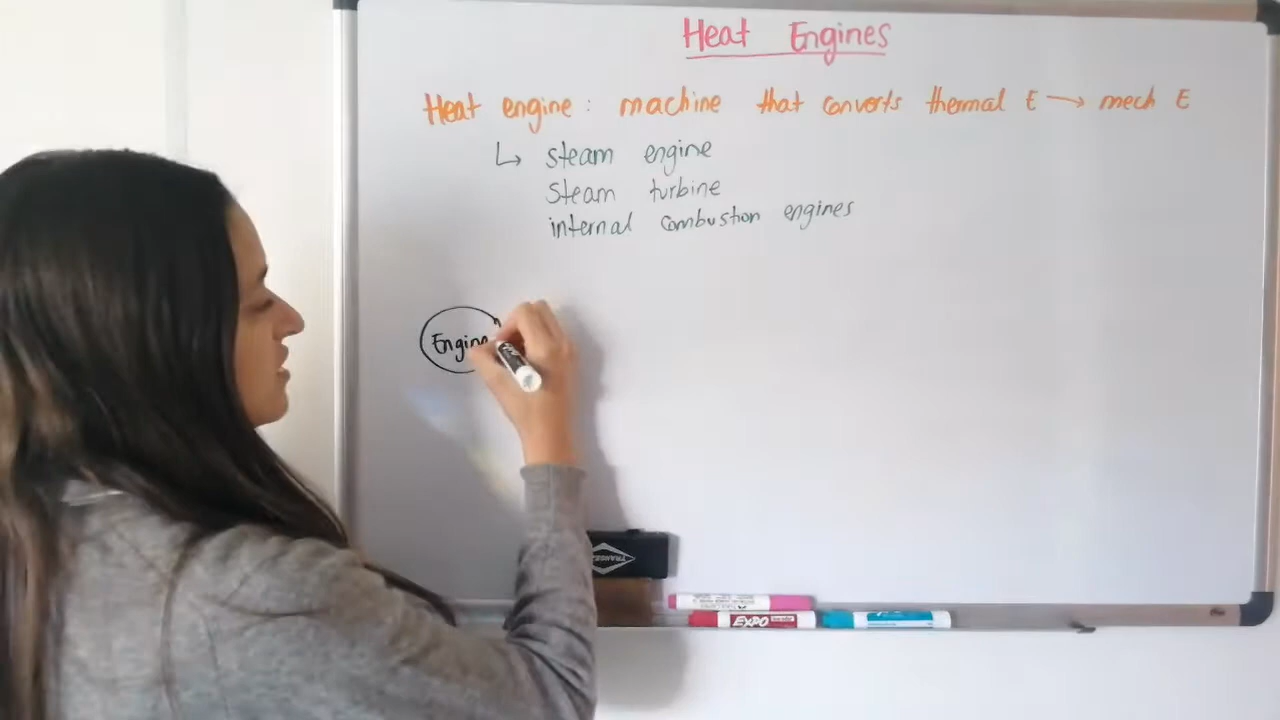 Heat Engines
Heat engine: machine that converts thermal E → mech E
↳ steam engine
steam turbine
internal combustion engines
Engine
EXPO